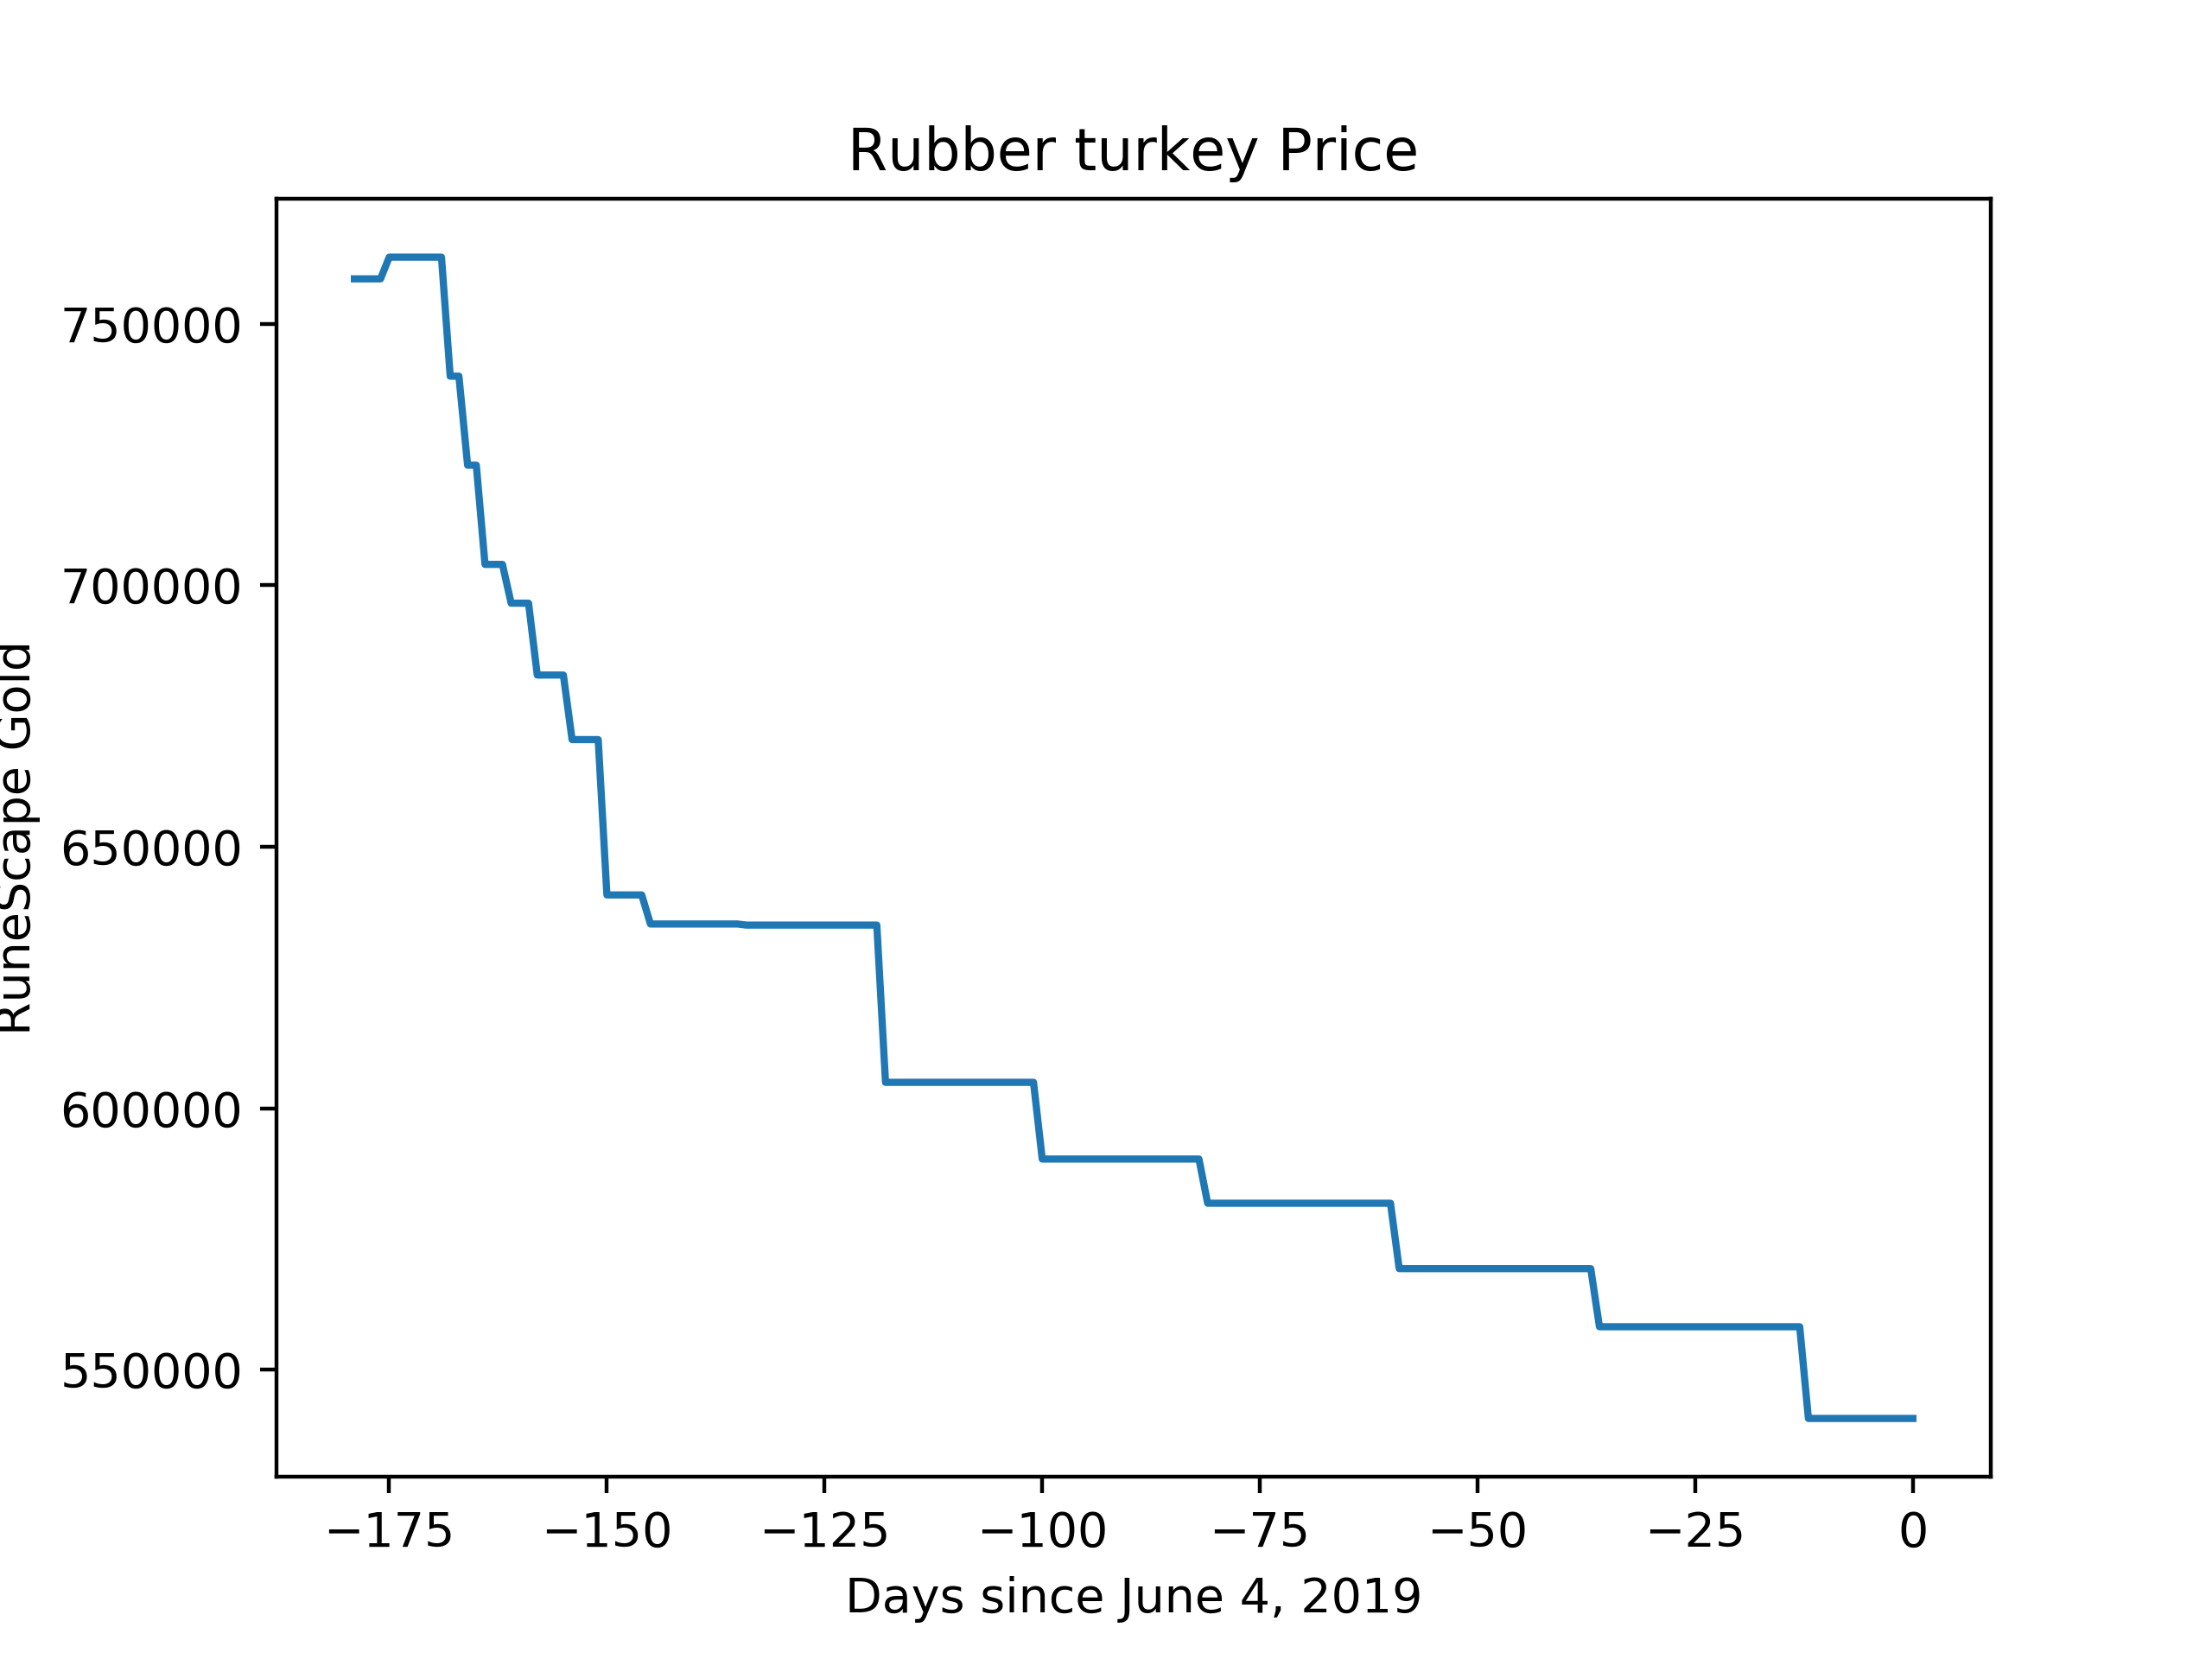 Rubber turkey Price
750000
700000
650000
600000
550000
Runescape Gold
−175 −150 −125 −100 −75 −50 −25 0
Days since June 4, 2019